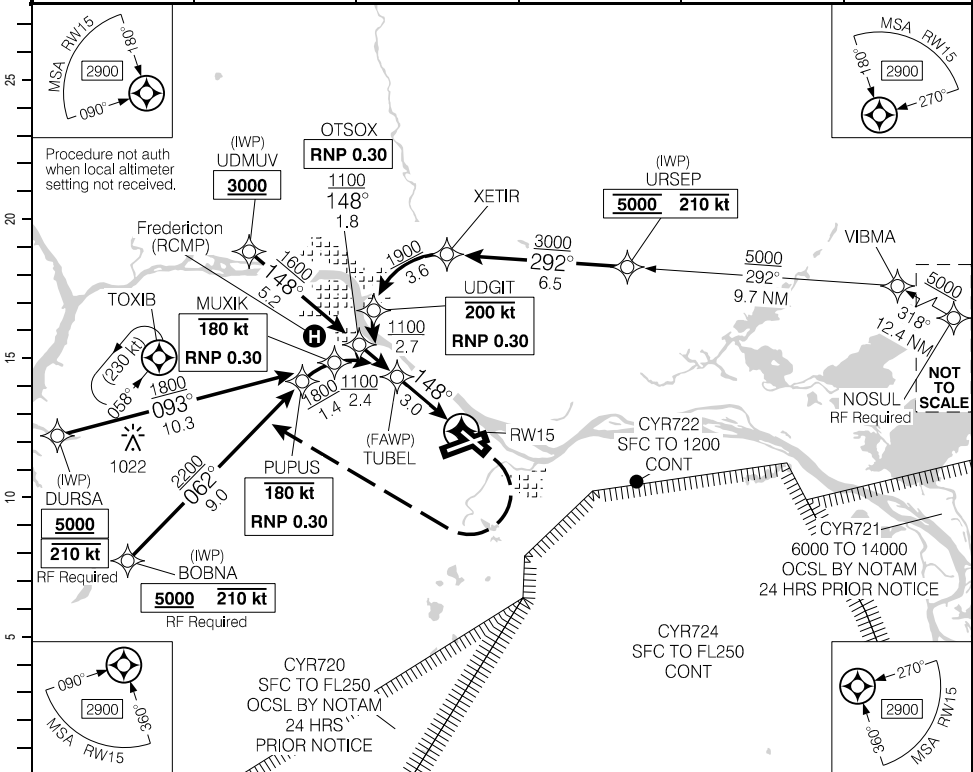 MSA RW15
180°
2900
090°
MSA RW15
180°
2900
270°
Procedure not auth
when local altimeter
setting not received.
(IWP)
UDMUV
3000
OTSOX
RNP 0.30
1100
148°
1.8
XETIR
(IWP)
URSEP
5000 210 kt
VIBMA
Fredericton
(RCMP)
H
1600
148°
5.2
1900
3.6
3000
292°
6.5
5000
292°
9.7 NM
5000
318°
12.4 NM
NOT
TO
SCALE
NOSUL
RF Required
TOXIB
(230 kt)
058°
MUXIK
180 kt
RNP 0.30
UDGIT
200 kt
RNP 0.30
1100
2.7
1800
093°
10.3
1800
1.4
1100
2.4
148°
3.0
1022
(FAWP)
TUBEL
RW15
(IWP)
DURSA
5000
210 kt
RF Required
2200
062°
9.0
PUPUS
180 kt
RNP 0.30
(IWP)
BOBNA
5000 210 kt
RF Required
CYR722
SFC TO 1200
CONT
CYR721
6000 TO 14000
OCSL BY NOTAM
24 HRS PRIOR NOTICE
CYR724
SFC TO FL250
CONT
CYR720
SFC TO FL250
OCSL BY NOTAM
24 HRS
PRIOR NOTICE
090°
2900
360°
MSA RW15
270°
2900
360°
MSA RW15
25
20
15
10
5